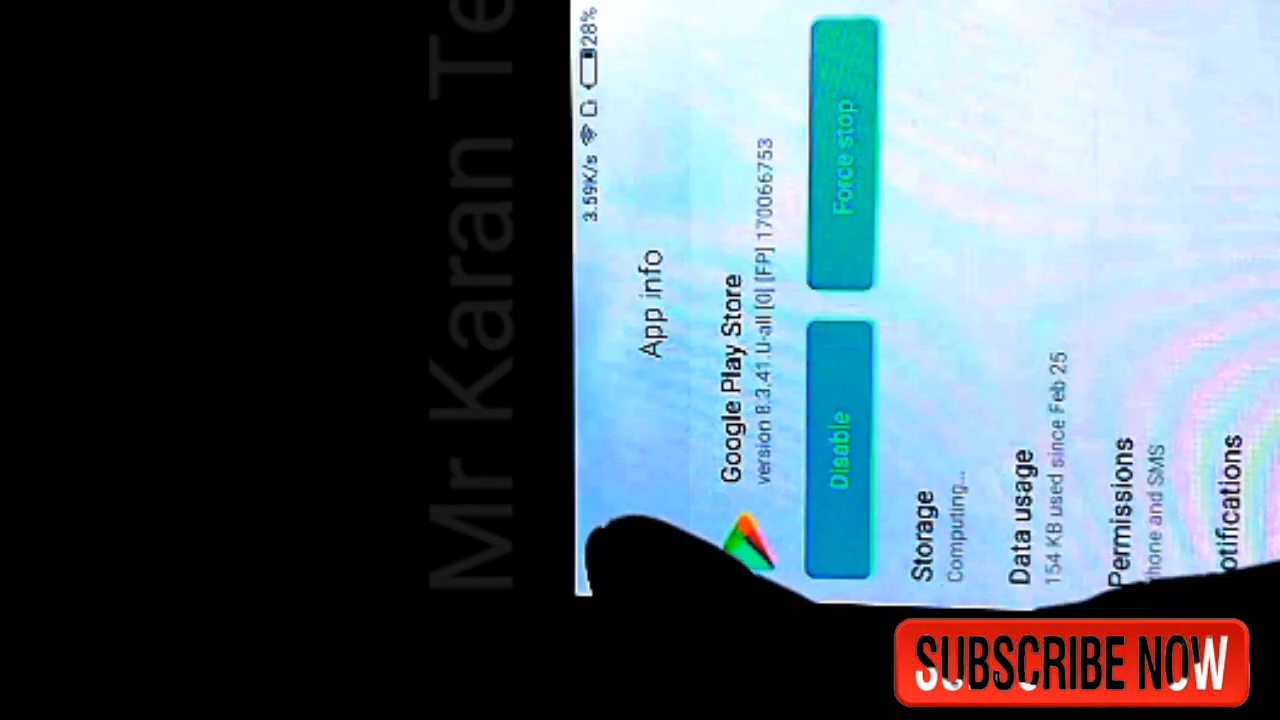 Mr Karan Te
3.59K/s 28%
App info
Google Play Store
version 8.3.41.U-all [0] [FP] 170066753
Disable
Force stop
Storage
Computing...
Data usage
154 KB used since Feb 25
Permissions
hone and SMS
otifications
SUBSCRIBE NOW